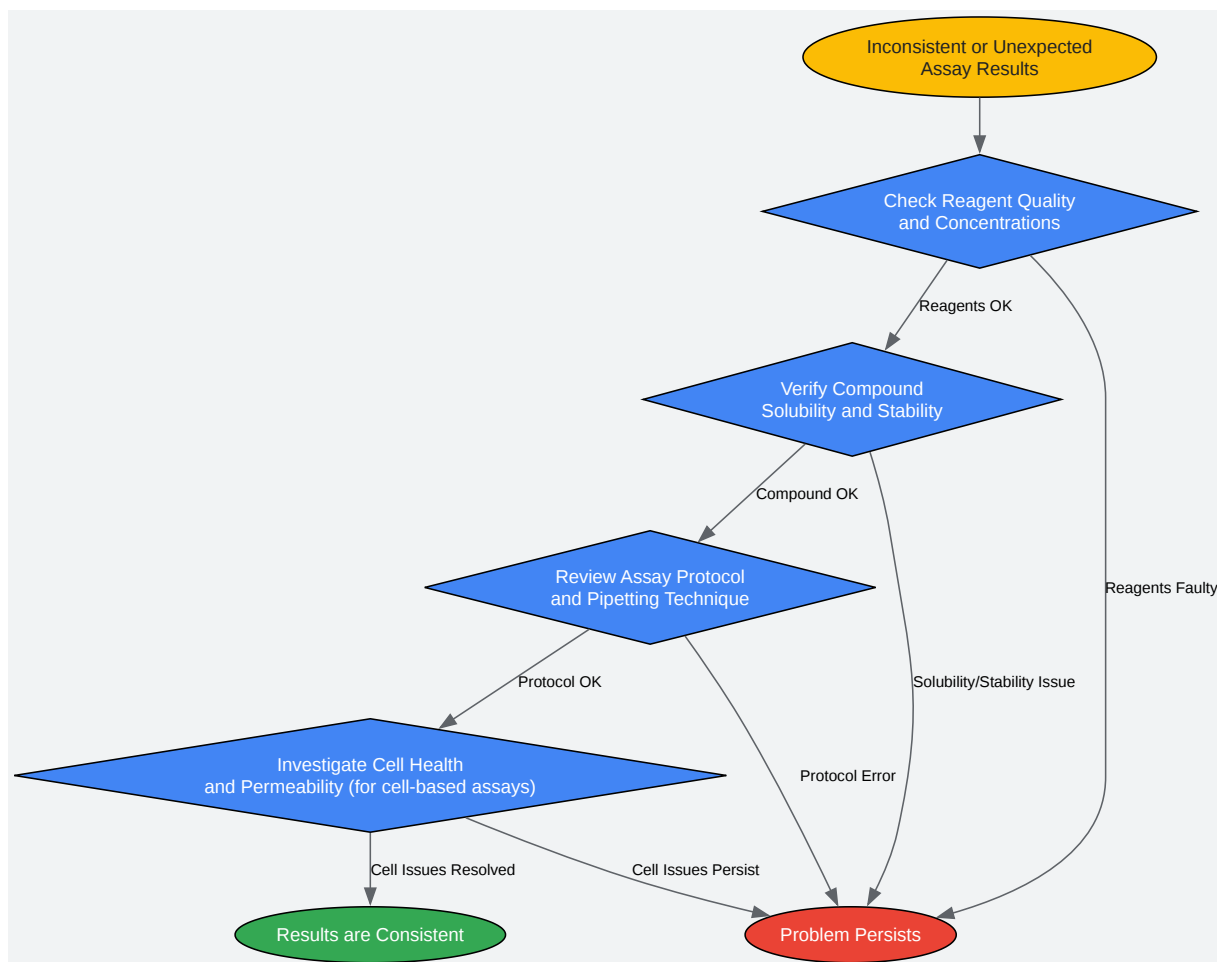 Inconsistent or Unexpected
Assay Results
Check Reagent Quality
and Concentrations
Reagents OK
Verify Compound
Solubility and Stability
Compound OK
Review Assay Protocol
and Pipetting Technique
Reagents Faulty
Protocol OK
Solubility/Stability Issue
Investigate Cell Health
and Permeability (for cell-based assays)
Protocol Error
Cell Issues Resolved
Cell Issues Persist
Results are Consistent
Problem Persists